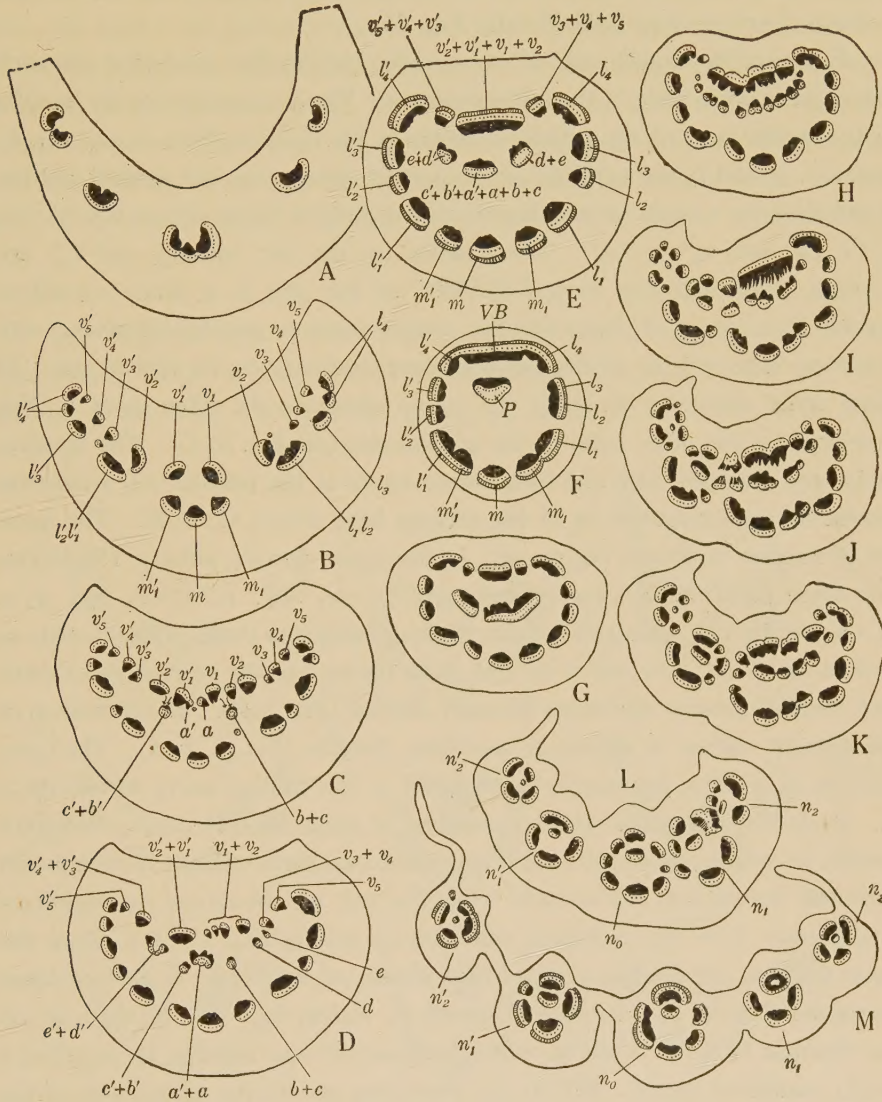 v′5 + v′4 + v′3
v3 + v4 + v5
v′2 + v′1 + v1 + v2
l′4
l4
l′3
e′+d′
d+e
l3
l′2
c′+b′+a′+a+b+c
l2
l′1
l1
m′1
m
m1
A
E
H
v′5
v′4
v′3
v′2
v′1
v1
v2
v3
v4
v5
l4
l′4
l′3
l3
l′2l′1
l1l2
m′1
m
m1
B
VB
l′4
l4
l′3
l3
P
l′2
l2
l′1
l1
m′1
m
m1
F
I
J
v′5
v′4
v′3
v′2
v′1
v1
v2
v3
v4
v5
a′
a
c′+b′
b+c
C
G
K
v′4 + v′3
v′2 + v′1
v1 + v2
v3 + v4
v′5
v5
e
e′+d′
d
c′+b′
a′+a
b+c
D
L
n′2
n2
n′1
n0
n1
n′2
n′1
n0
n1
M